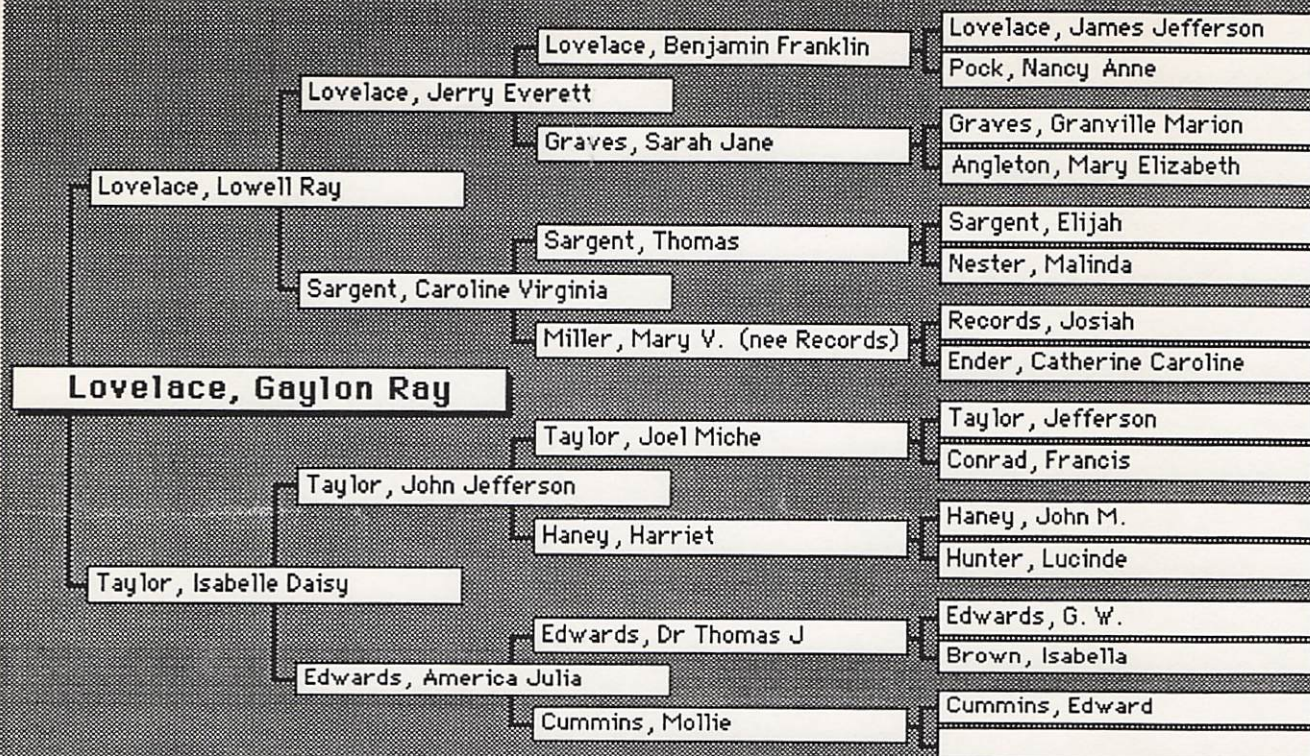 Lovelace, Gaylon Ray
Lovelace, Lowell Ray
Taylor, Isabelle Daisy
Lovelace, Jerry Everett
Sargent, Caroline Virginia
Taylor, John Jefferson
Edwards, America Julia
Lovelace, Benjamin Franklin
Graves, Sarah Jane
Sargent, Thomas
Miller, Mary V. (nee Records)
Taylor, Joel Miche
Haney, Harriet
Edwards, Dr Thomas J
Cummins, Mollie
Lovelace, James Jefferson
Pock, Nancy Anne
Graves, Granville Marion
Angleton, Mary Elizabeth
Sargent, Elijah
Nester, Malinda
Records, Josiah
Ender, Catherine Caroline
Taylor, Jefferson
Conrad, Francis
Haney, John M.
Hunter, Lucinde
Edwards, G. W.
Brown, Isabella
Cummins, Edward